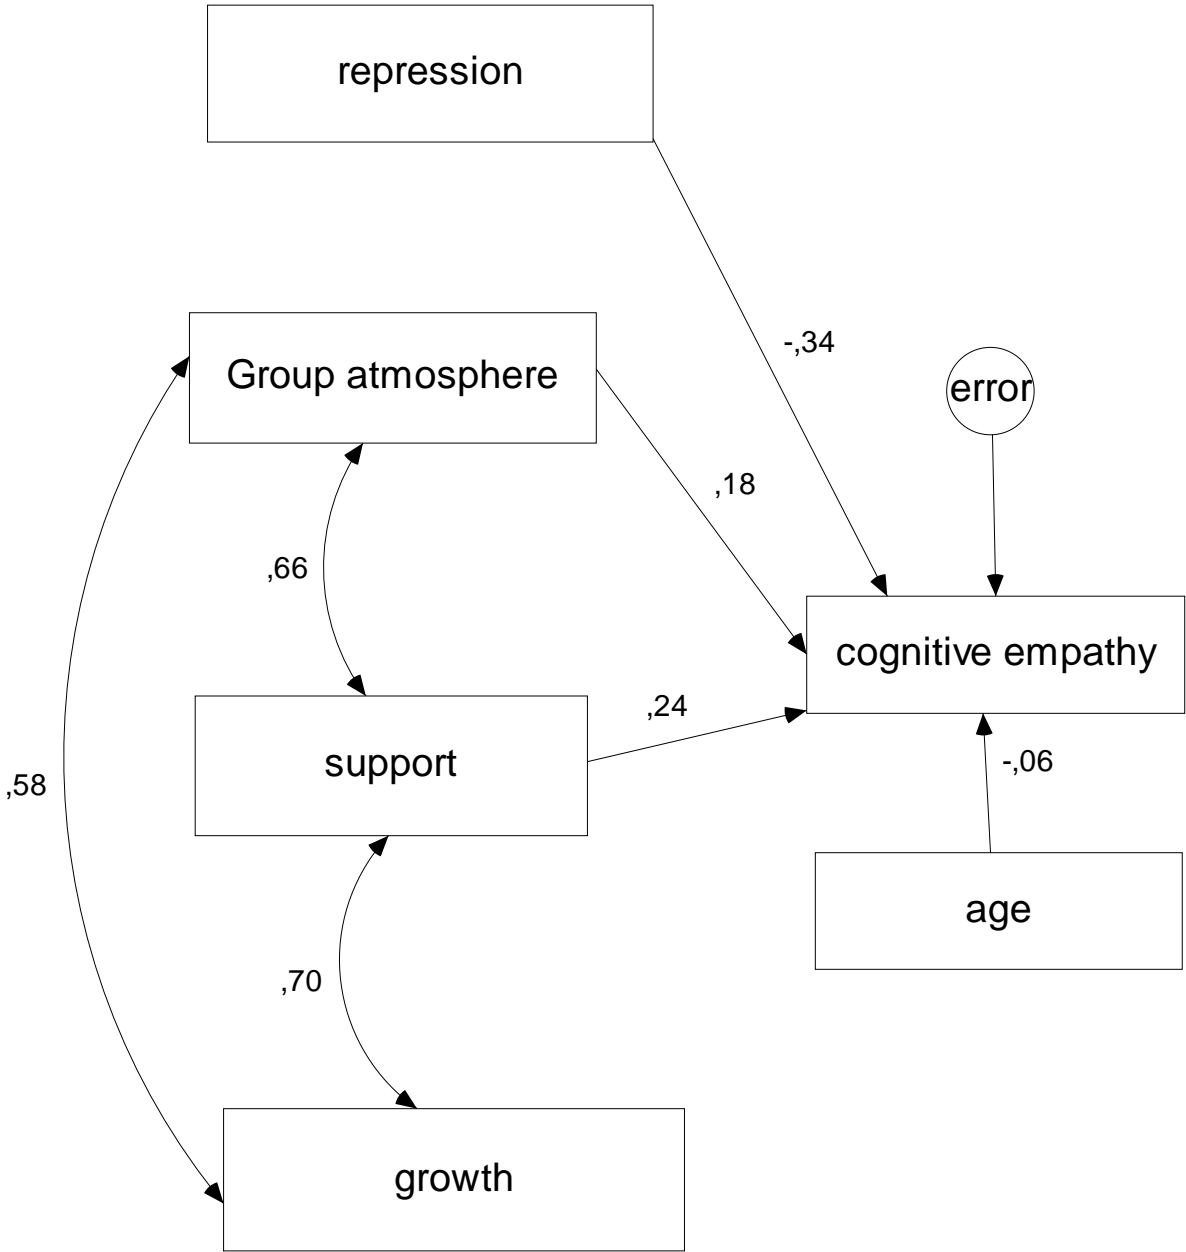 repression
-,34
Group atmosphere
error
,18
,66
cognitive empathy
,24
support
-,06
,58
age
,70
growth